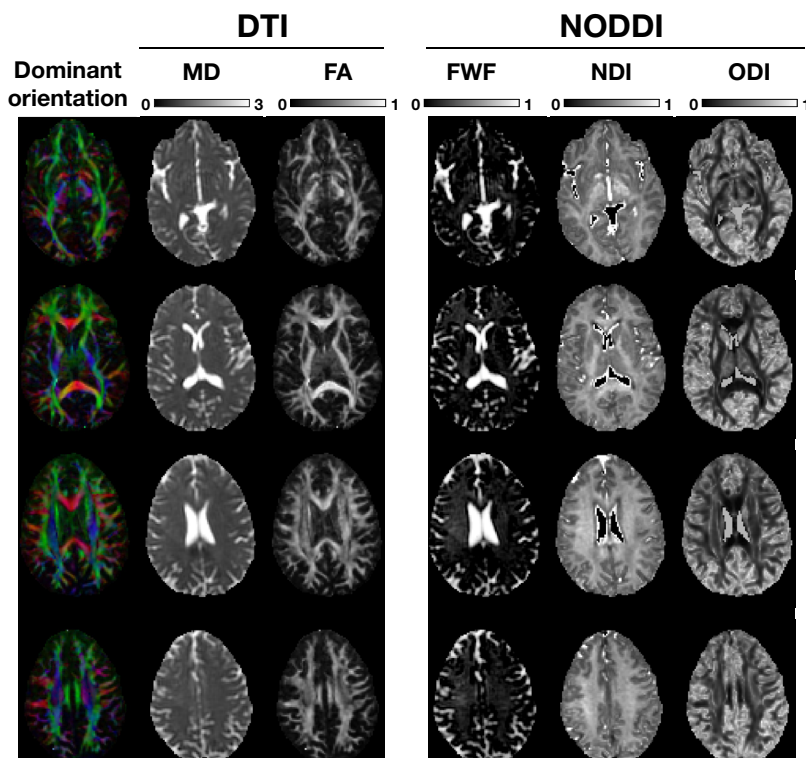 DTI
NODDI
Dominant
orientation
MD
FA
FWF
NDI
ODI
0 3
0 1
0 1
0 1
0 1